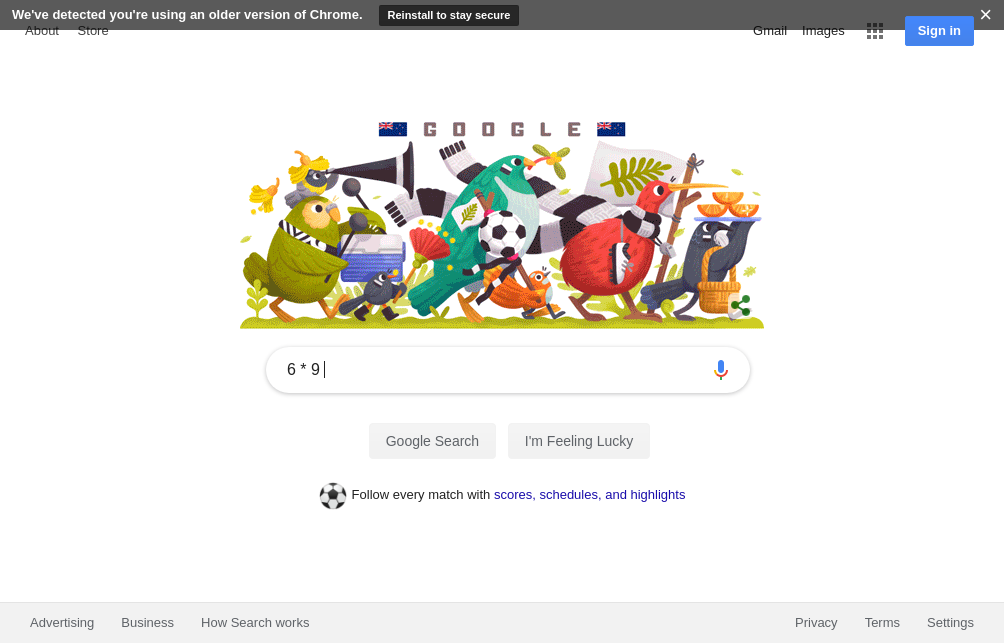 We've detected you're using an older version of Chrome. Reinstall to stay secure ×
About Store Gmail Images Sign in
GOOGLE
6 * 9
Google Search I'm Feeling Lucky
Follow every match with scores, schedules, and highlights
Advertising Business How Search works Privacy Terms Settings